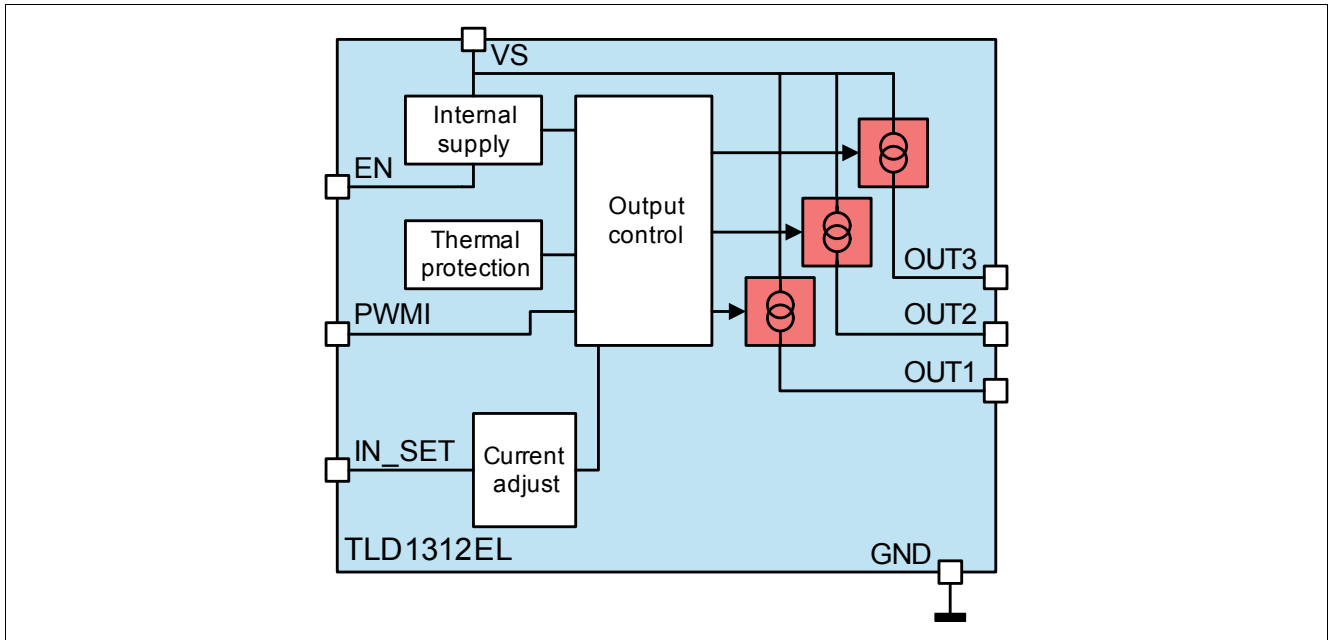 VS
Internal
supply
EN
Output
control
Thermal
protection
OUT3
PWMI
OUT2
OUT1
IN_SET
Current
adjust
TLD1312EL
GND